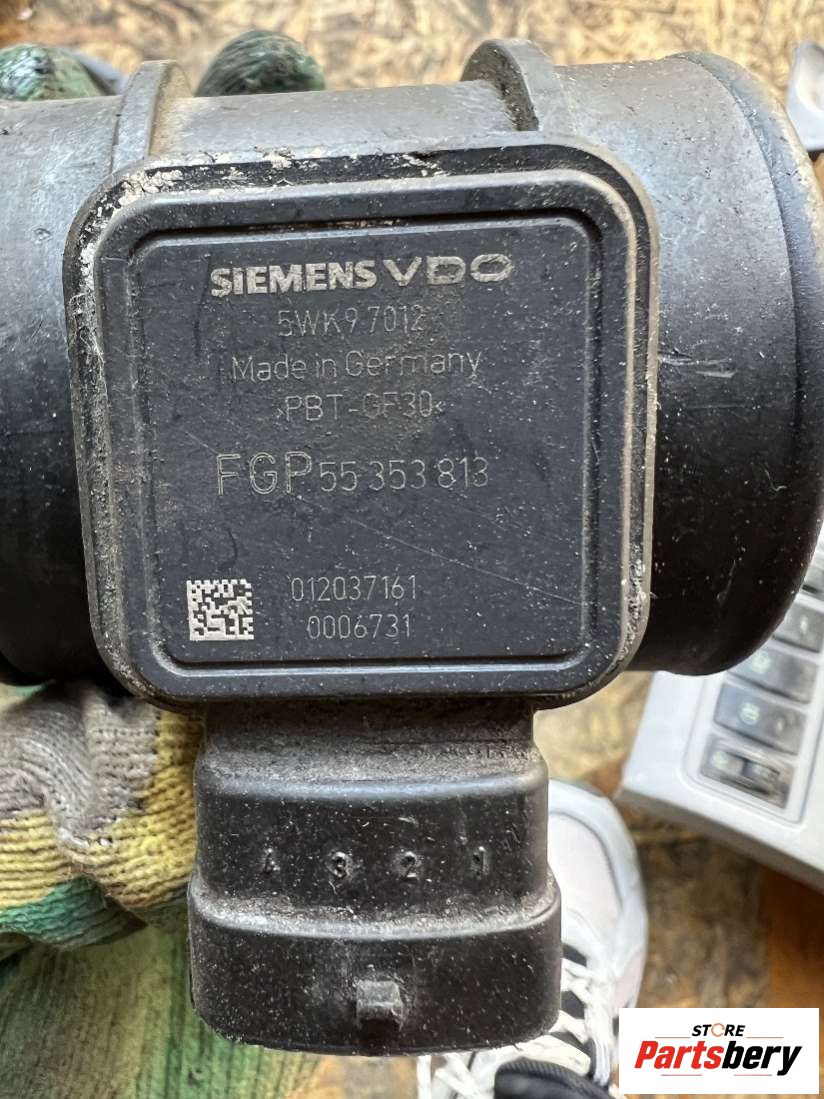 SIEMENS VDO
5WK9 7012
Made in Germany
>PBT-GF30<
FGP 55 353 813
012037161
0006731
4 3 2 1
STORE
Partsbery